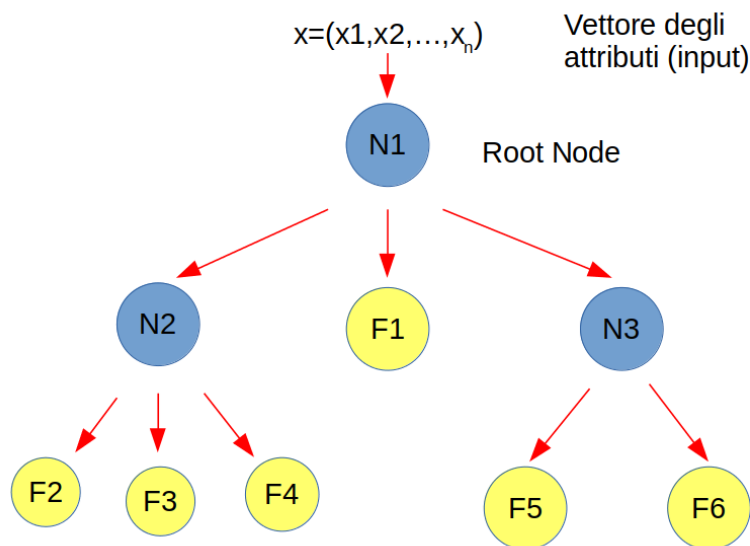 x=(x1,x2,...,xn)
Vettore degli
attributi (input)
N1
Root Node
N2
F1
N3
F2
F3
F4
F5
F6